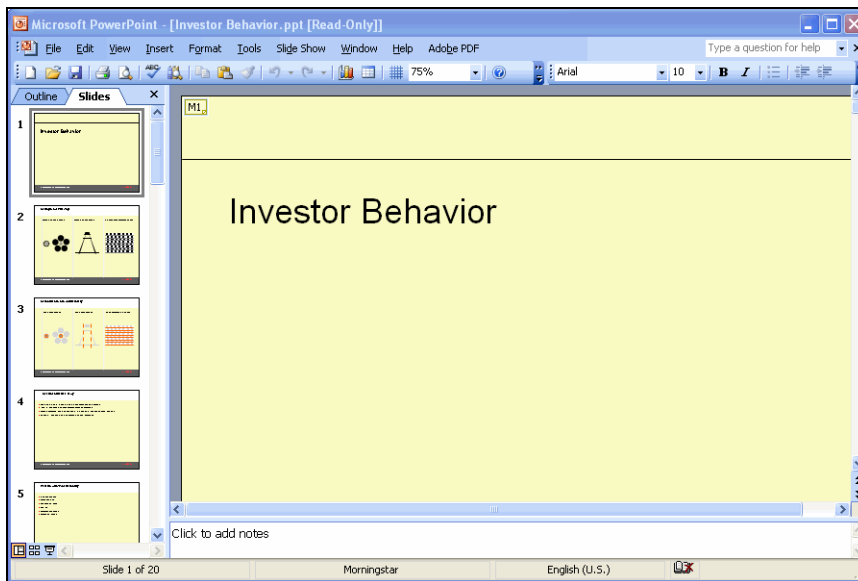 Microsoft PowerPoint - [Investor Behavior.ppt [Read-Only]]
File Edit View Insert Format Tools Slide Show Window Help Adobe PDF Type a question for help
75% Arial 10 B I
Outline Slides
M1
1
Investor Behavior
Investor Behavior
2
3
4
5
Click to add notes
Slide 1 of 20 Morningstar English (U.S.)